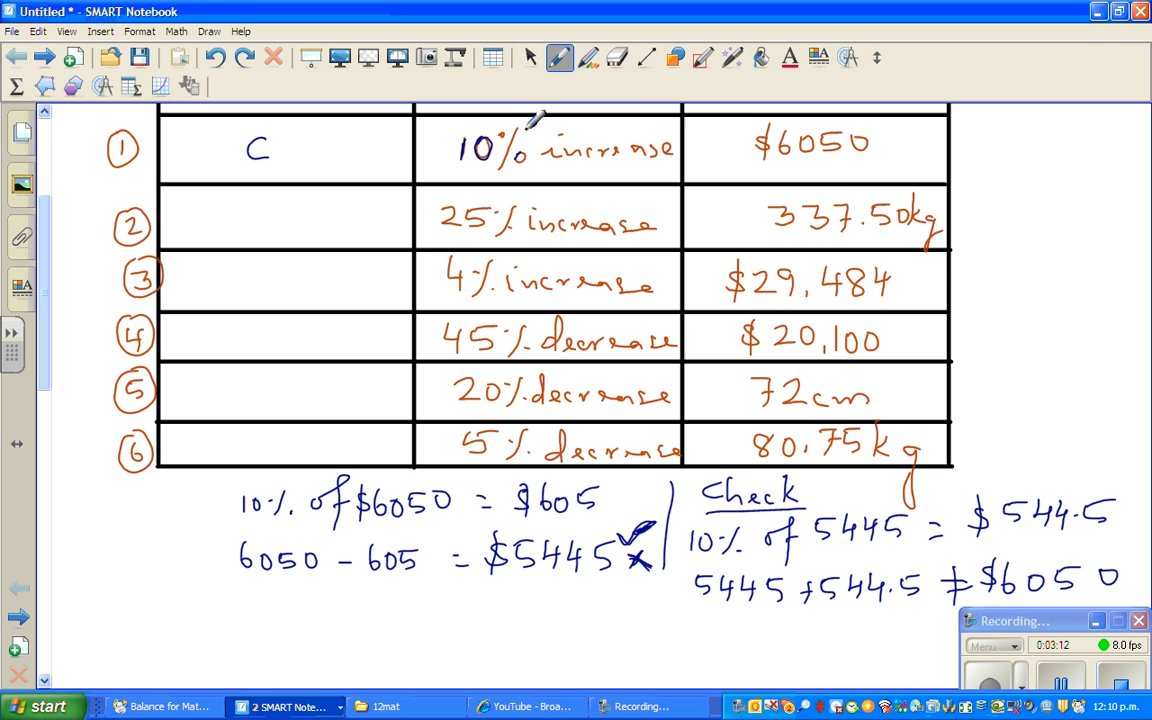 Untitled * - SMART Notebook
File Edit View Insert Format Math Draw Help
① C 10% increase $6050
② 25% increase 337.50kg
③ 4% increase $29,484
④ 45% decrease $20,100
⑤ 20% decrease 72cm
⑥ 5% decrease 80.75kg
10% of $6050 = $605
6050 - 605 = $5445
Check
10% of 5445 = $544.5
5445 + 544.5 ≠ $6050
Recording...
Menu 0:03:12 8.0 fps
start Balance for Mat... 2 SMART Note... 12mat YouTube - Broa... Recording... 12:10 p.m.